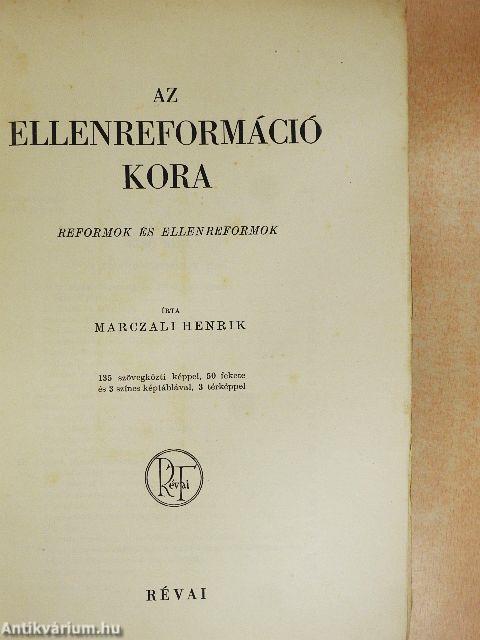 AZ
ELLENREFORMÁCIÓ
KORA
REFORMOK ÉS ELLENREFORMOK
ÍRTA
MARCZALI HENRIK
135 szövegközti képpel, 50 fekete
és 3 színes képtáblával, 3 térképpel
Révai
RÉVAI
Antikvárium.hu